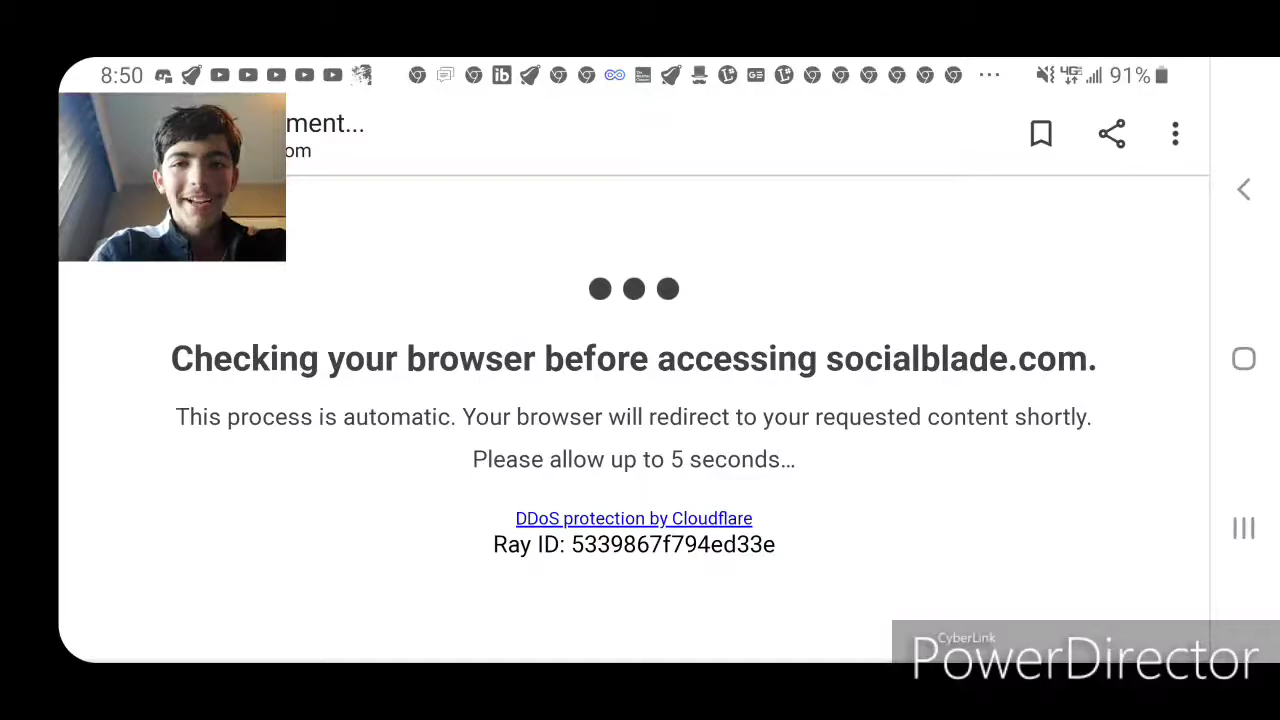 8:50
91%
ment...
om
Checking your browser before accessing socialblade.com.
This process is automatic. Your browser will redirect to your requested content shortly.
Please allow up to 5 seconds...
DDoS protection by Cloudflare
Ray ID: 5339867f794ed33e
CyberLink
PowerDirector